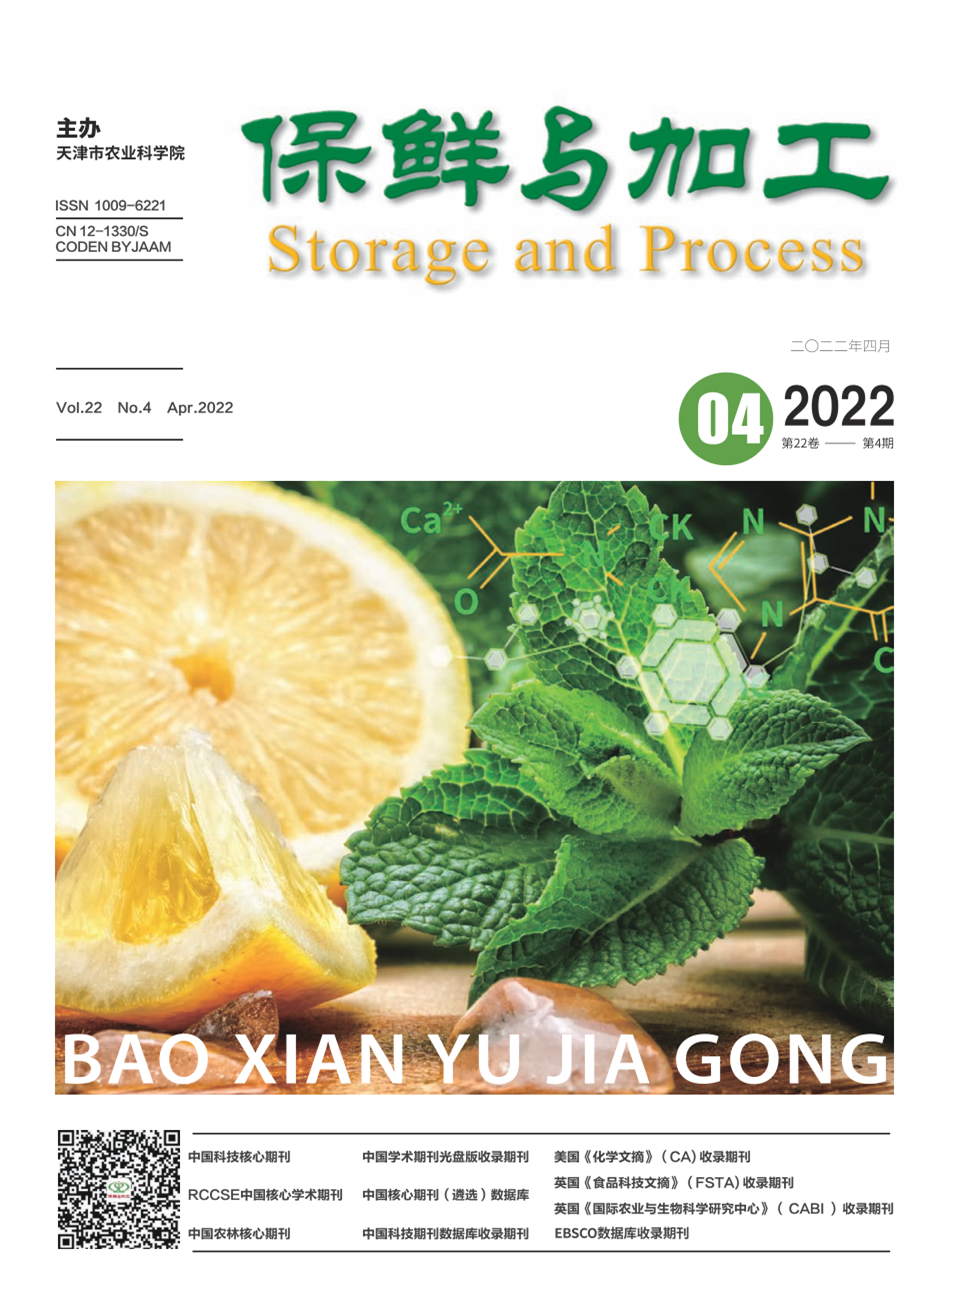 主办
天津市农业科学院
ISSN 1009-6221
CN 12-1330/S
CODEN BYJAAM
保鲜与加工
Storage and Process
二〇二二年四月
Vol.22 No.4 Apr.2022
04
2022
第22卷 —— 第4期
Ca2+
CK
N
N
N
O
N
C
BAO XIAN YU JIA GONG
中国科技核心期刊
中国学术期刊光盘版收录期刊
美国《化学文摘》（CA）收录期刊
英国《食品科技文摘》（FSTA）收录期刊
RCCSE中国核心学术期刊
中国核心期刊（遴选）数据库
英国《国际农业与生物科学研究中心》（ CABI ）收录期刊
中国农林核心期刊
中国科技期刊数据库收录期刊
EBSCO数据库收录期刊